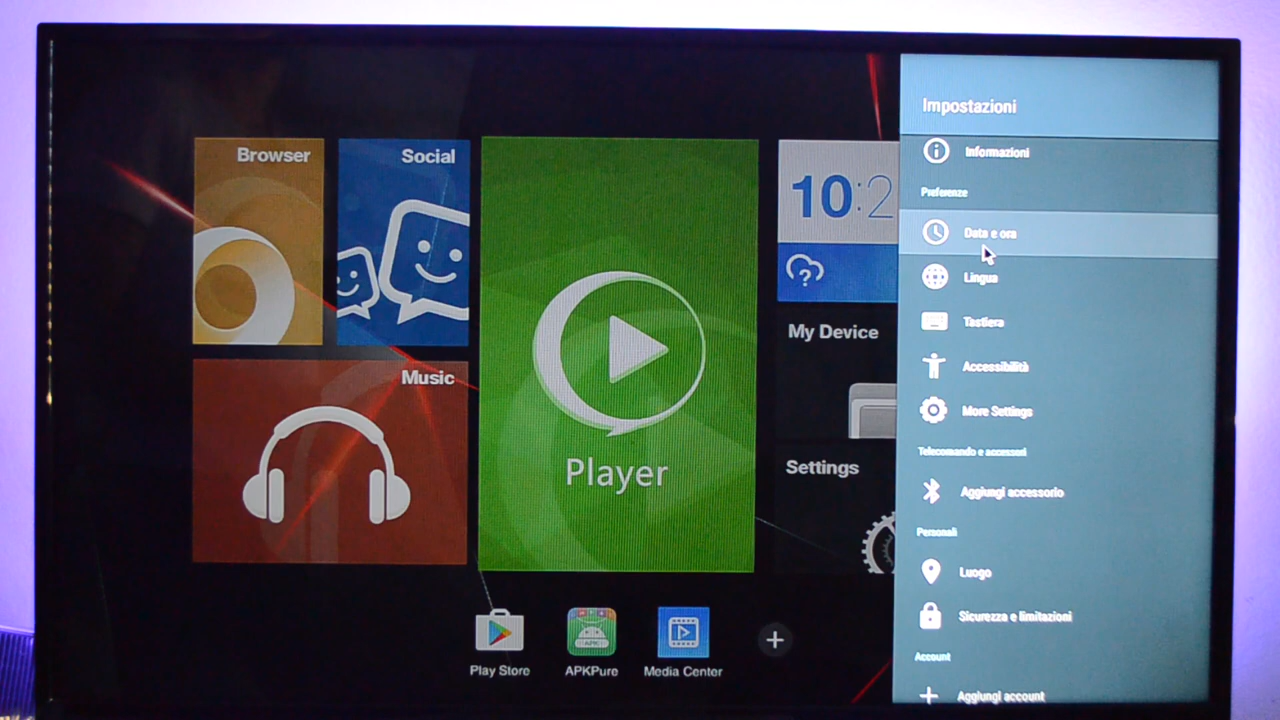 Browser
Social
Music
Player
10:2
?
My Device
Settings
Play Store
APK
APKPure
Media Center
Impostazioni
Informazioni
Preferenze
Data e ora
Lingua
Tastiera
Accessibilità
More Settings
Telecomando e accessori
Aggiungi accessorio
Personali
Luogo
Sicurezza e limitazioni
Account
Aggiungi account